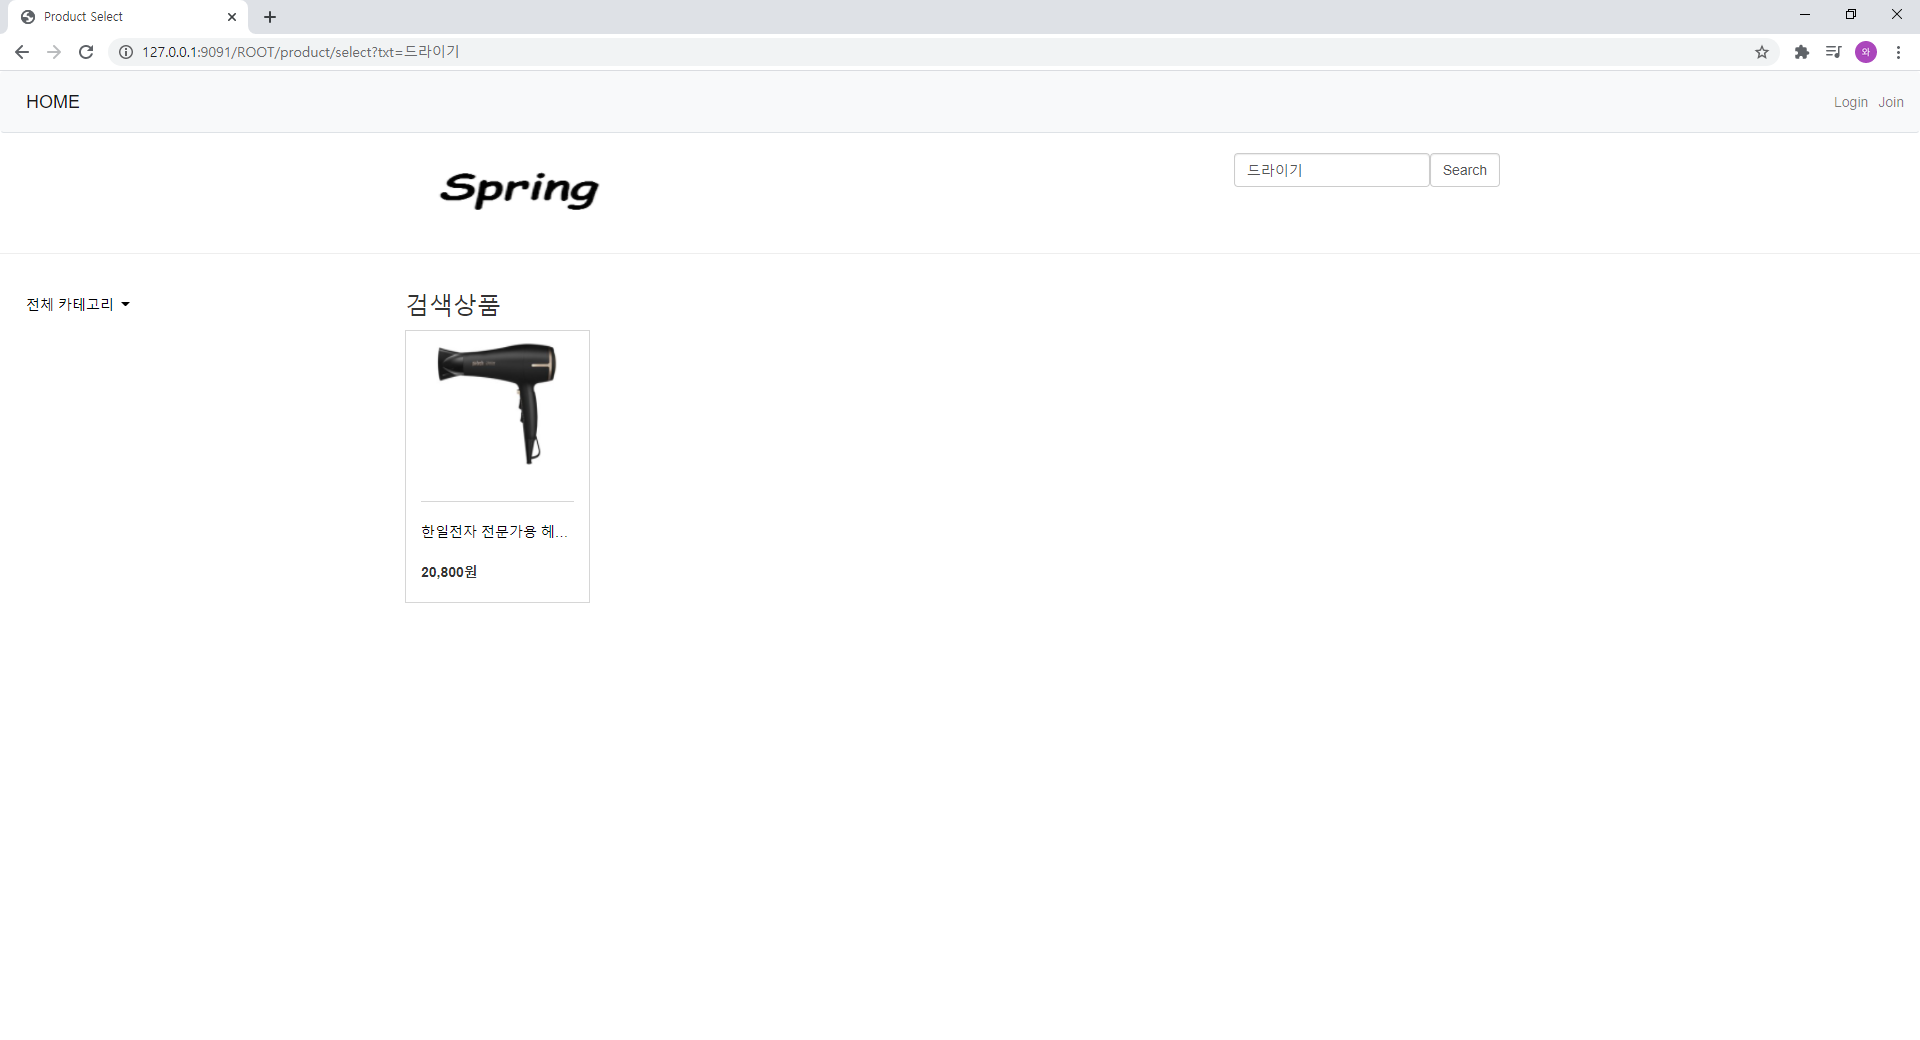 Product Select
127.0.0.1:9091/ROOT/product/select?txt=드라이기
와
HOME
Login Join
Spring
드라이기
Search
전체 카테고리
검색상품
한일전자 전문가용 헤...
20,800원